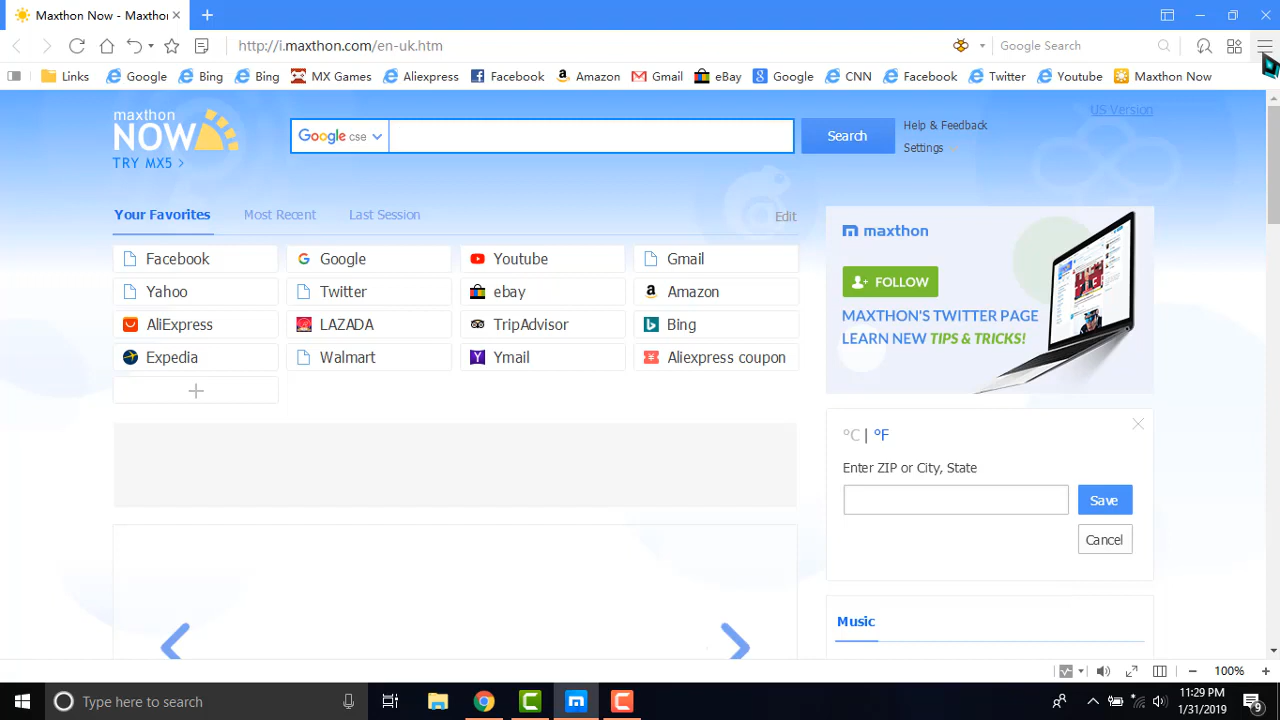 Maxthon Now - Maxthor
http://i.maxthon.com/en-uk.htm
Google Search
Links Google Bing Bing MX Games Aliexpress Facebook Amazon Gmail eBay Google CNN Facebook Twitter Youtube Maxthon Now
US Version
maxthon
NOW
TRY MX5 >
Google cse
Search
Help & Feedback
Settings
Your Favorites Most Recent Last Session Edit
Facebook Google Youtube Gmail
Yahoo Twitter ebay Amazon
AliExpress LAZADA TripAdvisor Bing
Expedia Walmart Ymail Aliexpress coupon
maxthon
FOLLOW
MAXTHON'S TWITTER PAGE
LEARN NEW TIPS & TRICKS!
°C | °F
Enter ZIP or City, State
Save
Cancel
Music
100%
Type here to search
11:29 PM
1/31/2019
9